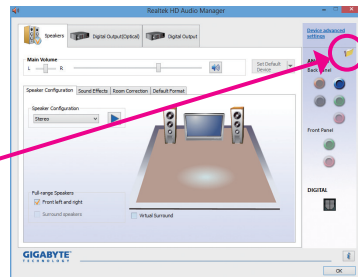 Realtek HD Audio Manager
Speakers
Digital Output(Optical)
Digital Output
Device advanced
settings
Main Volume
L
R
Set Default
Device
Back Panel
Speaker Configuration
Sound Effects
Room Correction
Default Format
Speaker Configuration
Stereo
Front Panel
Full-range Speakers
Front left and right
Surround speakers
Virtual Surround
DIGITAL
GIGABYTE
TECHNOLOGY
OK